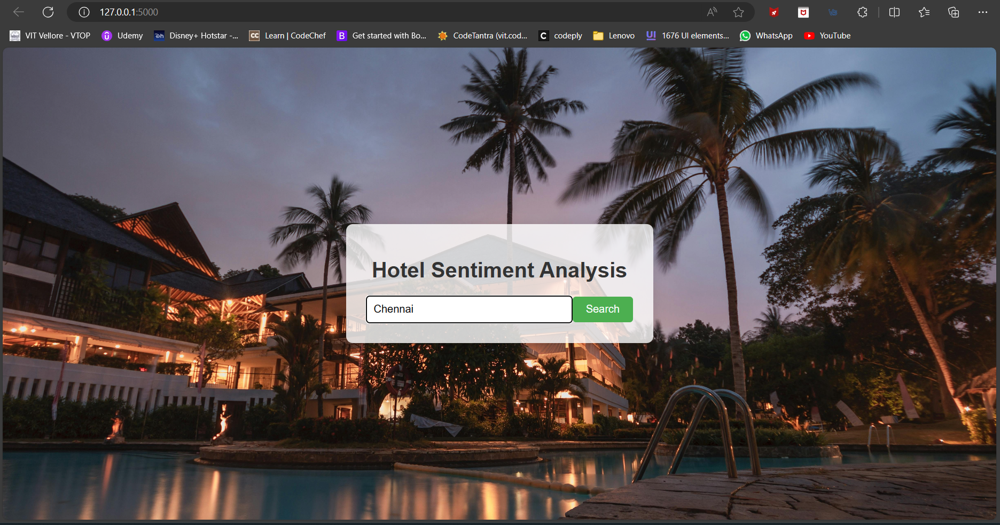 127.0.0.1:5000
VIT Vellore - VTOP Udemy Disney+ Hotstar -... Learn | CodeChef Get started with Bo... CodeTantra (vit.cod... codeply Lenovo 1676 UI elements... WhatsApp YouTube
Hotel Sentiment Analysis
Chennai Search